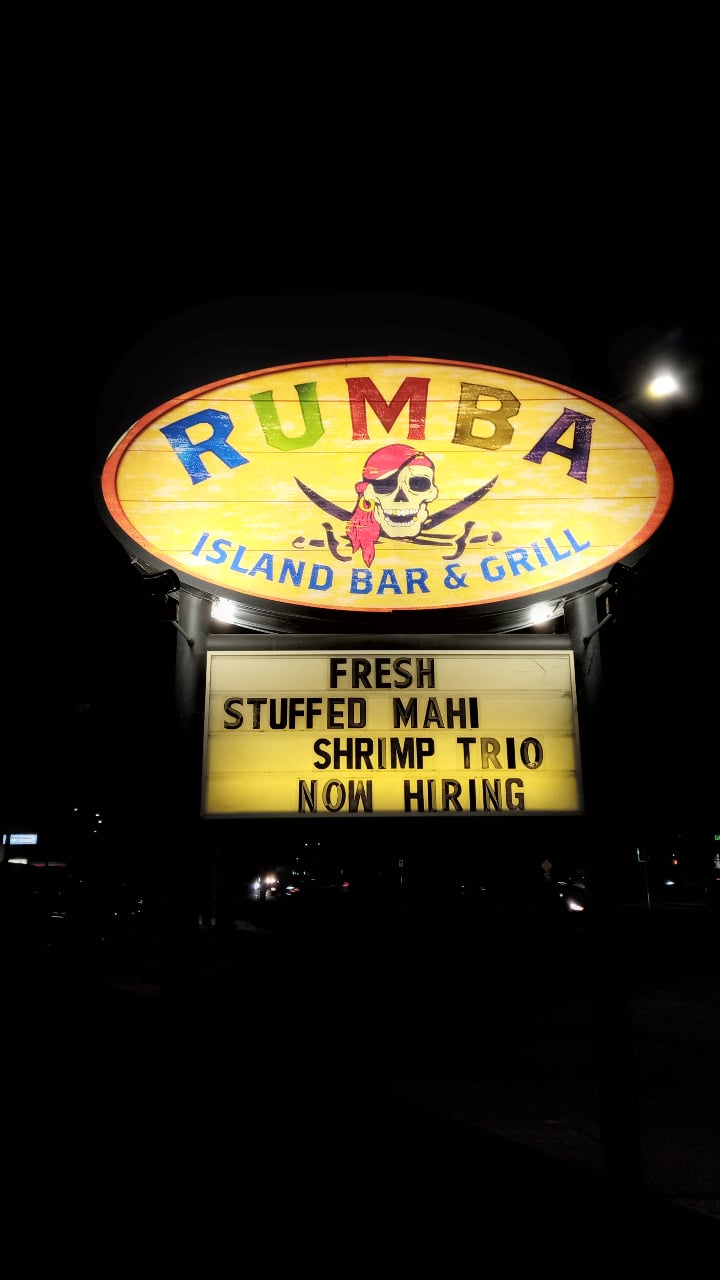 RUMBA
ISLAND BAR & GRILL
FRESH
STUFFED MAHI
SHRIMP TRIO
NOW HIRING